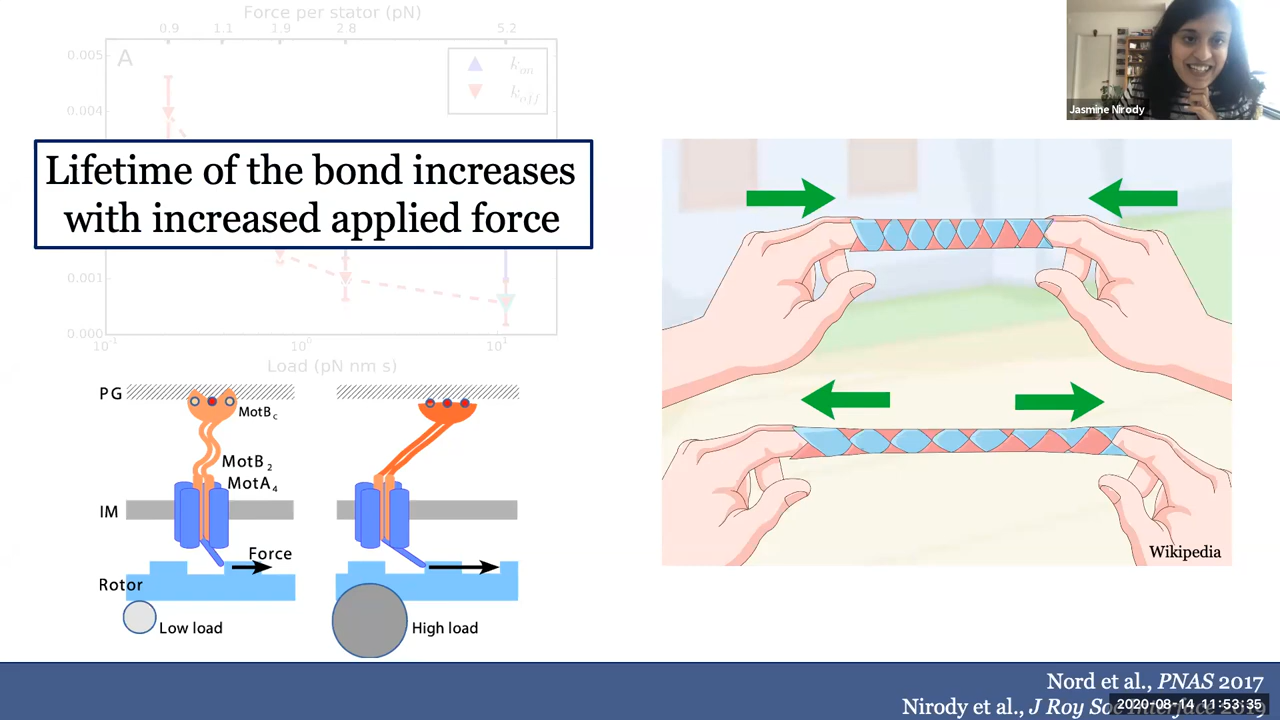 Force per stator (pN)
0.9 1.1 1.9 2.8 5.2
0.005
A
k_on
k_off
0.004
Lifetime of the bond increases
with increased applied force
0.001
0.000
10^-1 10^0 10^1
Load (pN nm s)
PG
MotB_C
MotB_2
MotA_4
IM
Force
Rotor
Low load
High load
Jasmine Nirody
Wikipedia
Nord et al., PNAS 2017
Nirody et al., J Roy Soc Interface 2019
2020-08-14 11:53:35